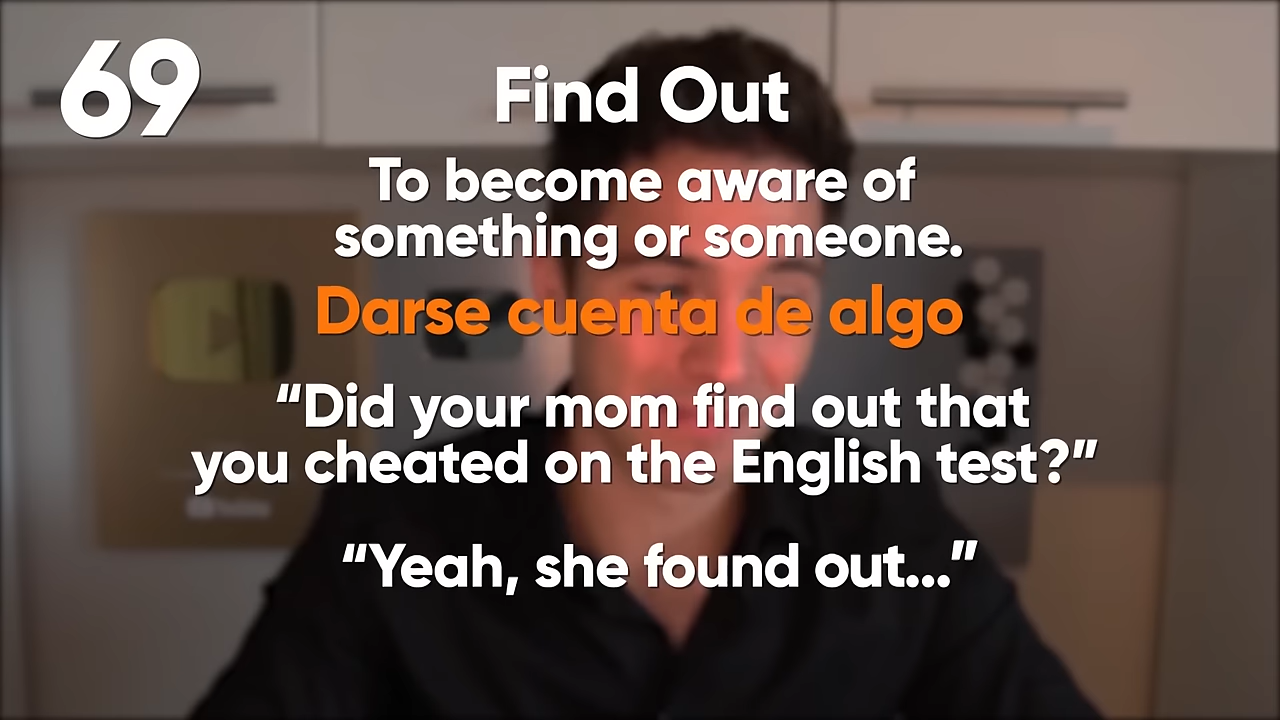 69
Find Out
To become aware of
something or someone.
Darse cuenta de algo
“Did your mom find out that
you cheated on the English test?”
“Yeah, she found out...”